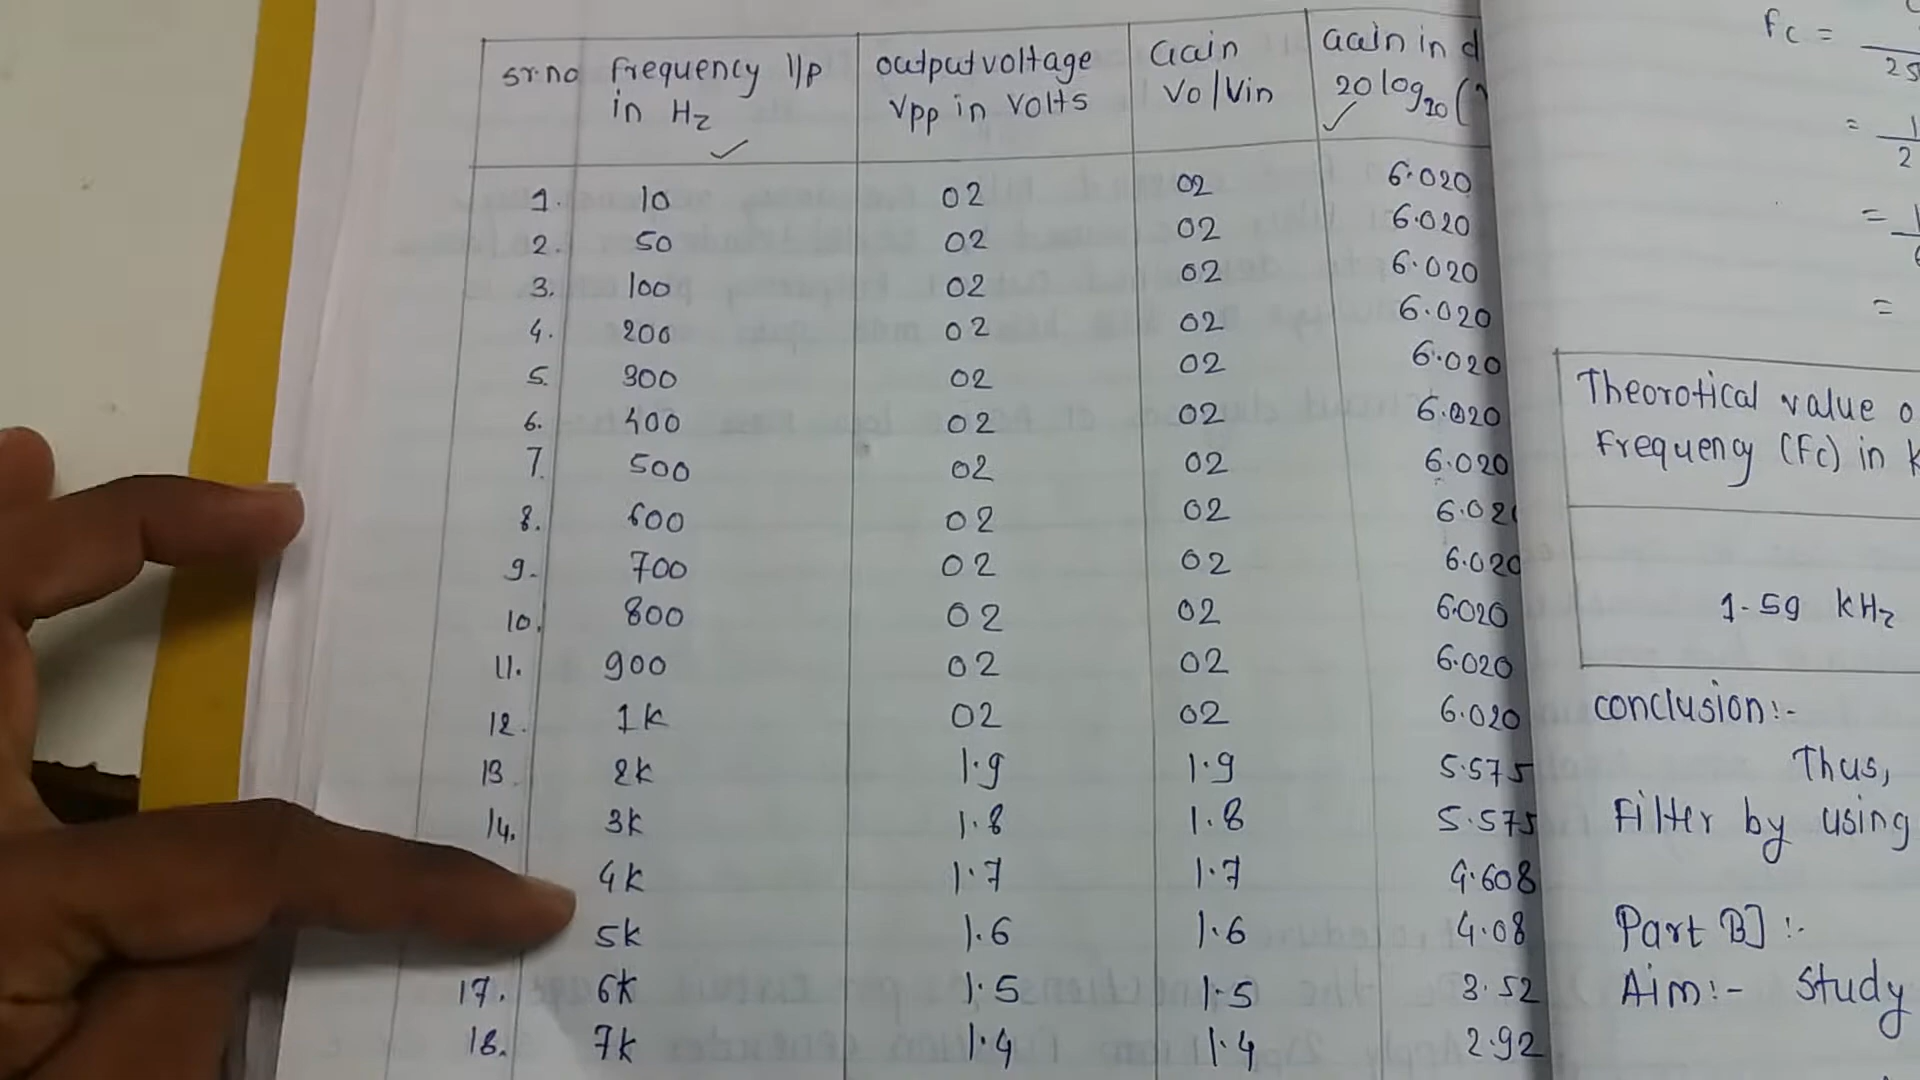 sr.no frequency I/p in Hz output voltage Vpp in volts Gain Vo/Vin Gain in d 20 log20 (
1. 10 02 02 6.020
2. 50 02 02 6.020
3. 100 02 02 6.020
4. 200 02 02 6.020
5. 300 02 02 6.020
6. 400 02 02 6.020
7. 500 02 02 6.020
8. 600 02 02 6.020
9. 700 02 02 6.020
10. 800 02 02 6.020
11. 900 02 02 6.020
12. 1k 02 02 6.020
13. 2k 1.9 1.9 5.575
14. 3k 1.8 1.8 5.575
4k 1.7 1.7 4.608
5k 1.6 1.6 4.08
17. 6k 1.5 1.5 3.52
18. 7k 1.4 1.4 2.92
Fc =
=
=
=
Theorotical value o
Frequency (Fc) in k
1.59 kHz
conclusion:-
Thus,
Filter by using
Part B] :-
Aim:- Study